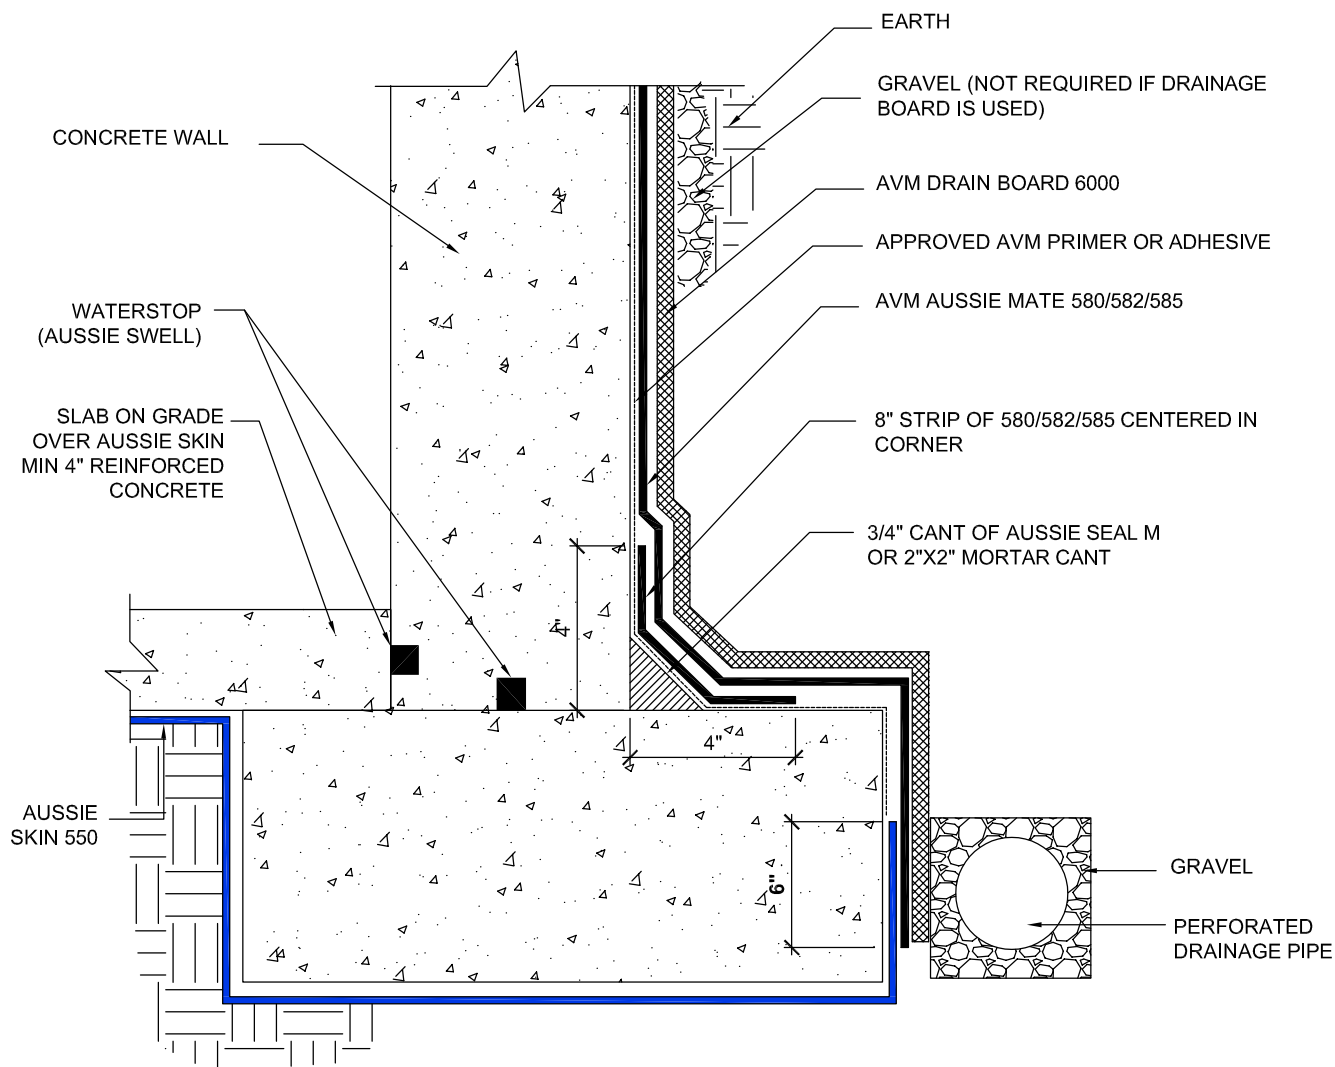 EARTH
GRAVEL (NOT REQUIRED IF DRAINAGE
BOARD IS USED)
CONCRETE WALL
AVM DRAIN BOARD 6000
APPROVED AVM PRIMER OR ADHESIVE
AVM AUSSIE MATE 580/582/585
WATERSTOP
(AUSSIE SWELL)
SLAB ON GRADE
OVER AUSSIE SKIN
MIN 4" REINFORCED
CONCRETE
8" STRIP OF 580/582/585 CENTERED IN
CORNER
3/4" CANT OF AUSSIE SEAL M
OR 2"X2" MORTAR CANT
4"
4"
AUSSIE
SKIN 550
6"
GRAVEL
PERFORATED
DRAINAGE PIPE